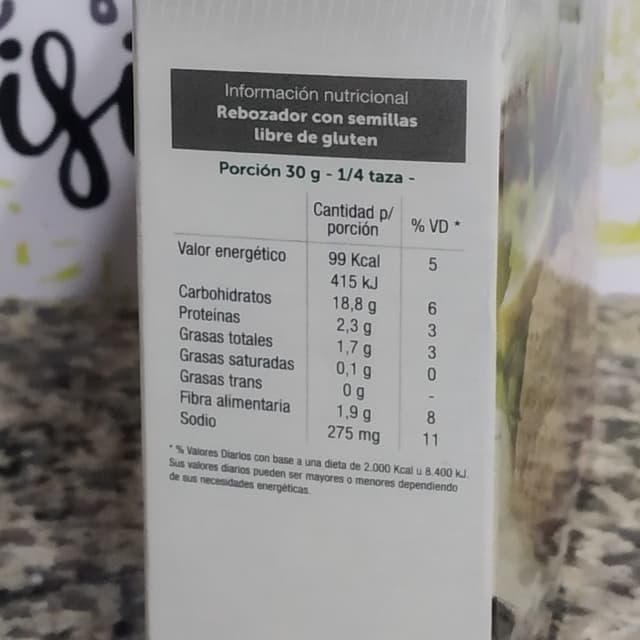 Información nutricional
Rebozador con semillas
libre de gluten
Porción 30 g - 1/4 taza -
Cantidad p/ porción % VD *
Valor energético 99 Kcal 5
415 kJ
Carbohidratos 18,8 g 6
Proteínas 2,3 g 3
Grasas totales 1,7 g 3
Grasas saturadas 0,1 g 0
Grasas trans 0 g -
Fibra alimentaria 1,9 g 8
Sodio 275 mg 11
* % Valores Diarios con base a una dieta de 2.000 Kcal u 8.400 kJ.
Sus valores diarios pueden ser mayores o menores dependiendo
de sus necesidades energéticas.